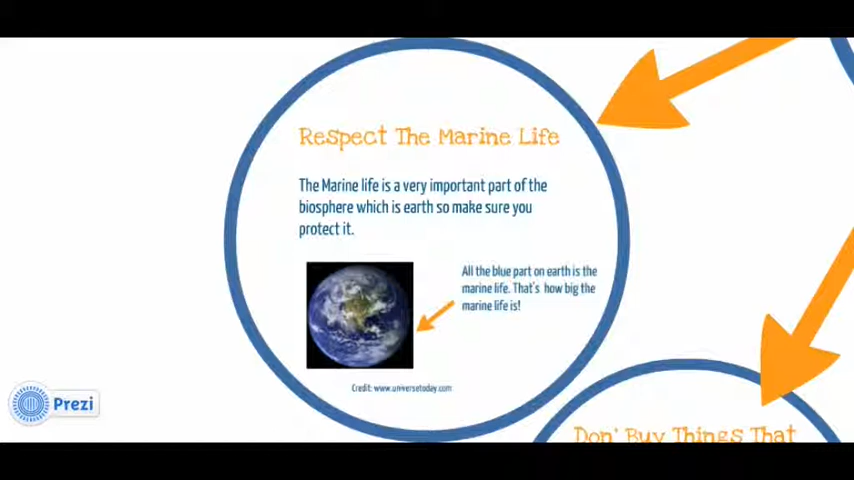 Respect The Marine Life
The Marine life is a very important part of the
biosphere which is earth so make sure you
protect it.
All the blue part on earth is the
marine life. That's how big the
marine life is!
Credit: www.universetoday.com
Prezi
Don' Buy Things That